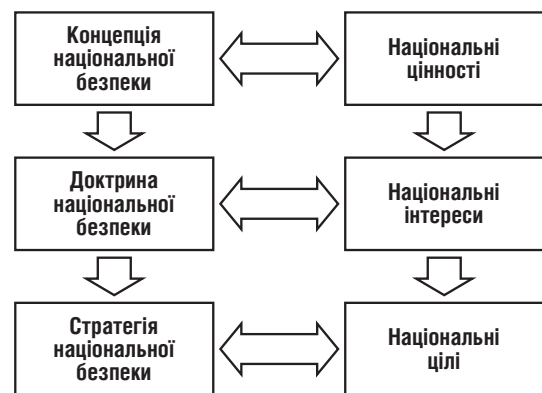 Концепція
національної
безпеки
Національні
цінності
Доктрина
національної
безпеки
Національні
інтереси
Стратегія
національної
безпеки
Національні
цілі